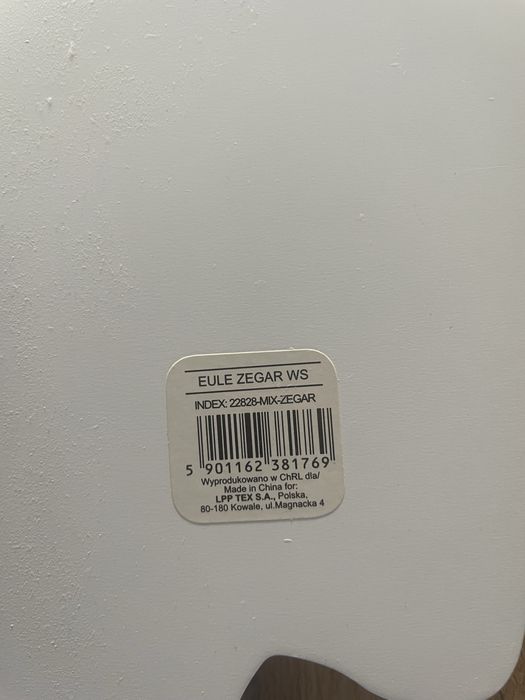 EULE ZEGAR WS
INDEX: 22828-MIX-ZEGAR
5 901162 381769
Wyprodukowano w ChRL dla/
Made in China for:
LPP TEX S.A., Polska,
80-180 Kowale, ul.Magnacka 4